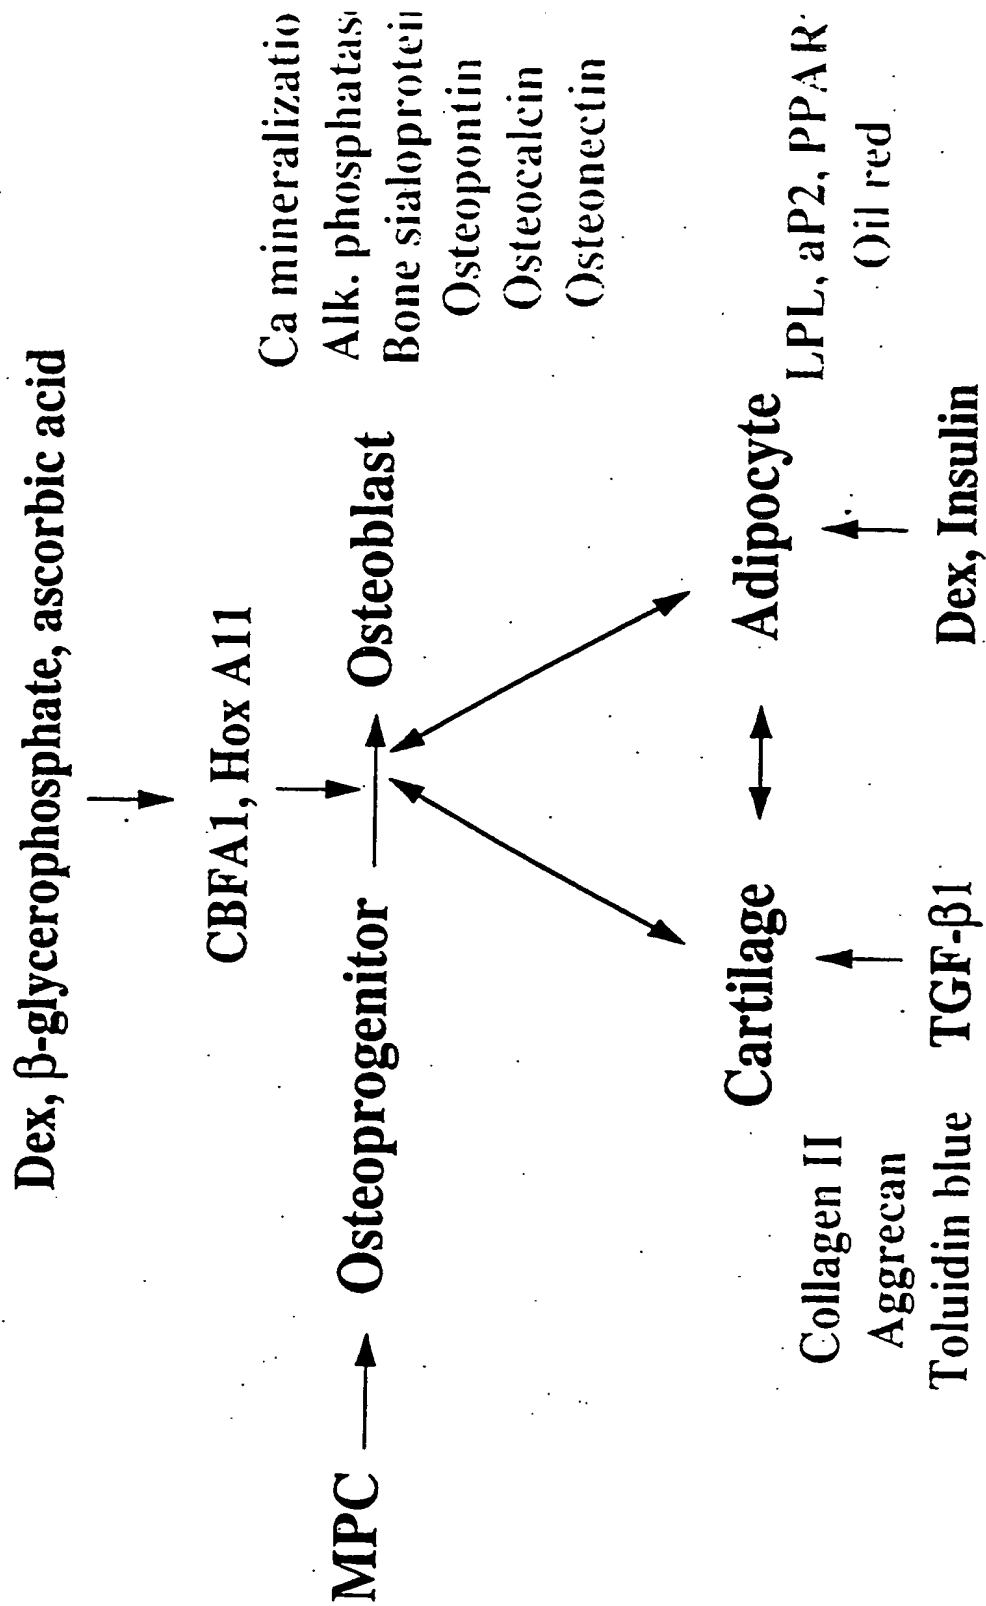 Dex, β-glycerophosphate, ascorbic acid
CBFA1, Hox A11
MPC
Osteoprogenitor
Osteoblast
Ca mineralizatio
Alk. phosphatas
Bone sialoprotei
Osteopontin
Osteocalcin
Osteonectin
Cartilage
Adipocyte
Collagen II
Aggrecan
Toluidin blue
TGF-β1
LPL, aP2, PPAR
Oil red
Dex, Insulin